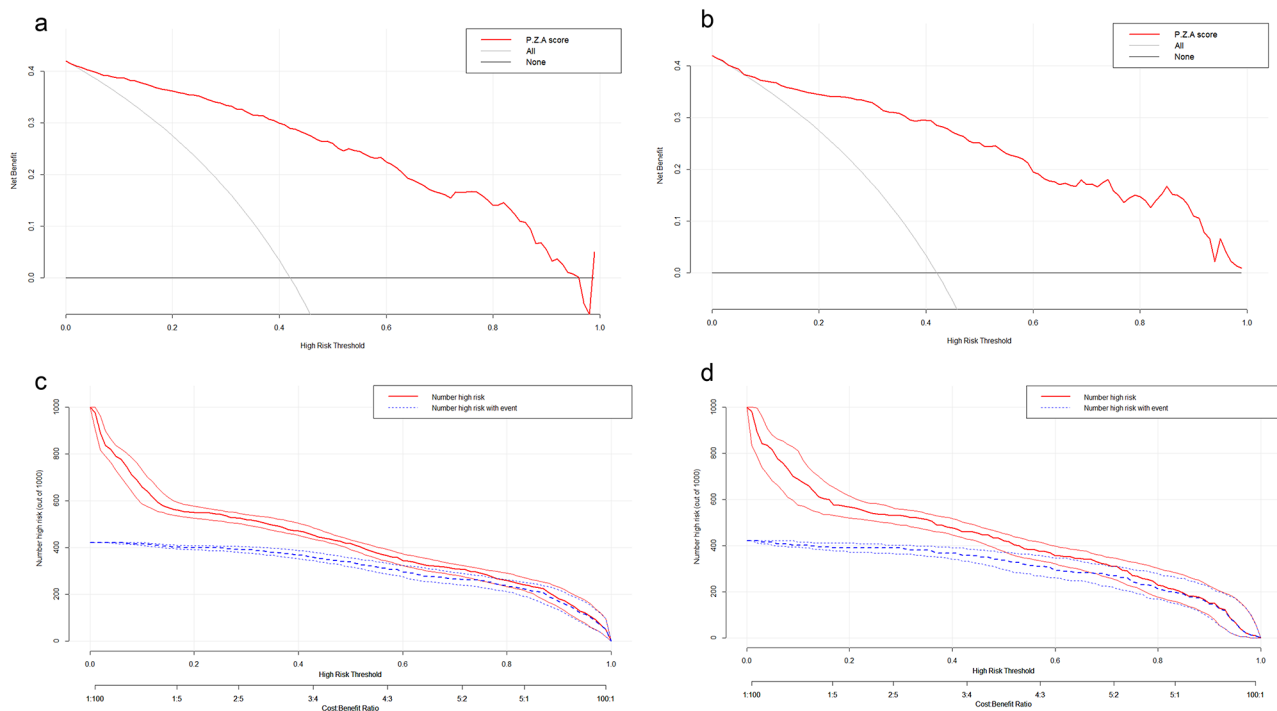 a
P.Z.A score
All
None
Net Benefit
0.4
0.3
0.2
0.1
0.0
0.0 0.2 0.4 0.6 0.8 1.0
High Risk Threshold
b
P.Z.A score
All
None
Net Benefit
0.4
0.3
0.2
0.1
0.0
0.0 0.2 0.4 0.6 0.8 1.0
High Risk Threshold
c
Number high risk
Number high risk with event
Number high risk (out of 1000)
1000
800
600
400
200
0
0.0 0.2 0.4 0.6 0.8 1.0
High Risk Threshold
1:100 1:5 2:5 3:4 4:3 5:2 5:1 100:1
Cost:Benefit Ratio
d
Number high risk
Number high risk with event
Number high risk (out of 1000)
1000
800
600
400
200
0
0.0 0.2 0.4 0.6 0.8 1.0
High Risk Threshold
1:100 1:5 2:5 3:4 4:3 5:2 5:1 100:1
Cost:Benefit Ratio